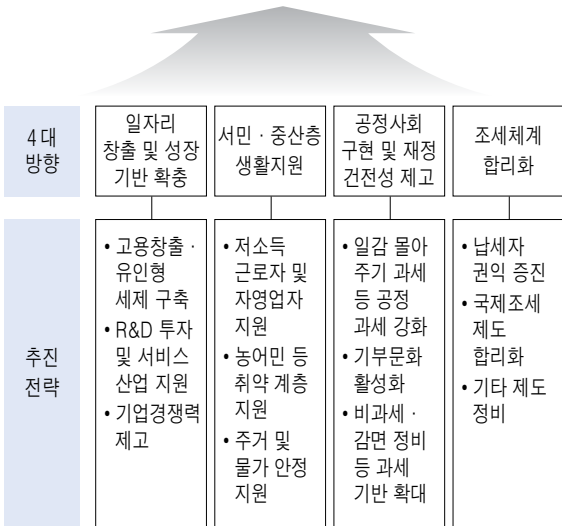 4대
방향
일자리
창출 및 성장
기반 확충
서민 · 중산층
생활지원
공정사회
구현 및 재정
건전성 제고
조세체계
합리화
추진
전략
• 고용창출 ·
유인형
세제 구축
• R&D 투자
및 서비스
산업 지원
• 기업경쟁력
제고
• 저소득
근로자 및
자영업자
지원
• 농어민 등
취약 계층
지원
• 주거 및
물가 안정
지원
• 일감 몰아
주기 과세
등 공정
과세 강화
• 기부문화
활성화
• 비과세 ·
감면 정비
등 과세
기반 확대
• 납세자
권익 증진
• 국제조세
제도
합리화
• 기타 제도
정비